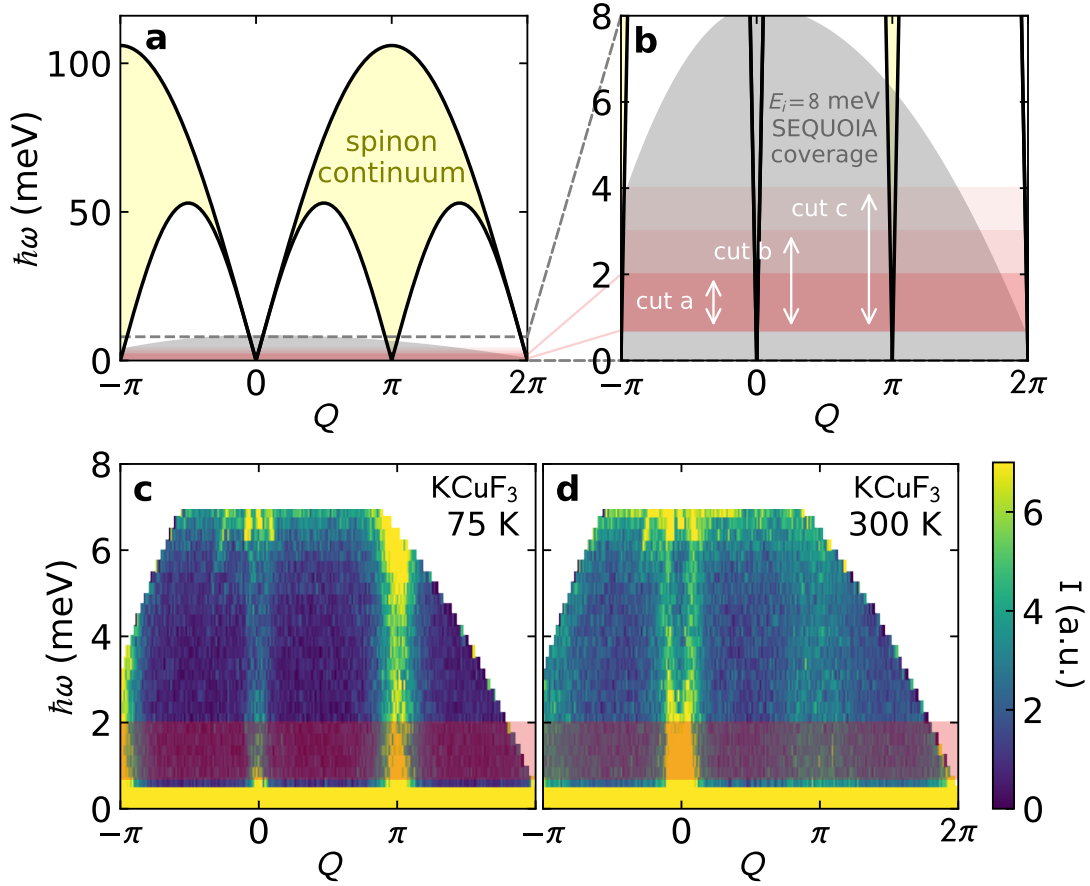 a
100
50
0
ħω (meV)
spinon
continuum
−π
0
π
2π
Q
b
8
6
4
2
0
E_i = 8 meV
SEQUOIA
coverage
cut c
cut b
cut a
−π
0
π
2π
Q
c
KCuF₃
75 K
8
6
4
2
0
ħω (meV)
−π
0
π
Q
d
KCuF₃
300 K
−π
0
π
2π
Q
6
4
2
0
I (a.u.)